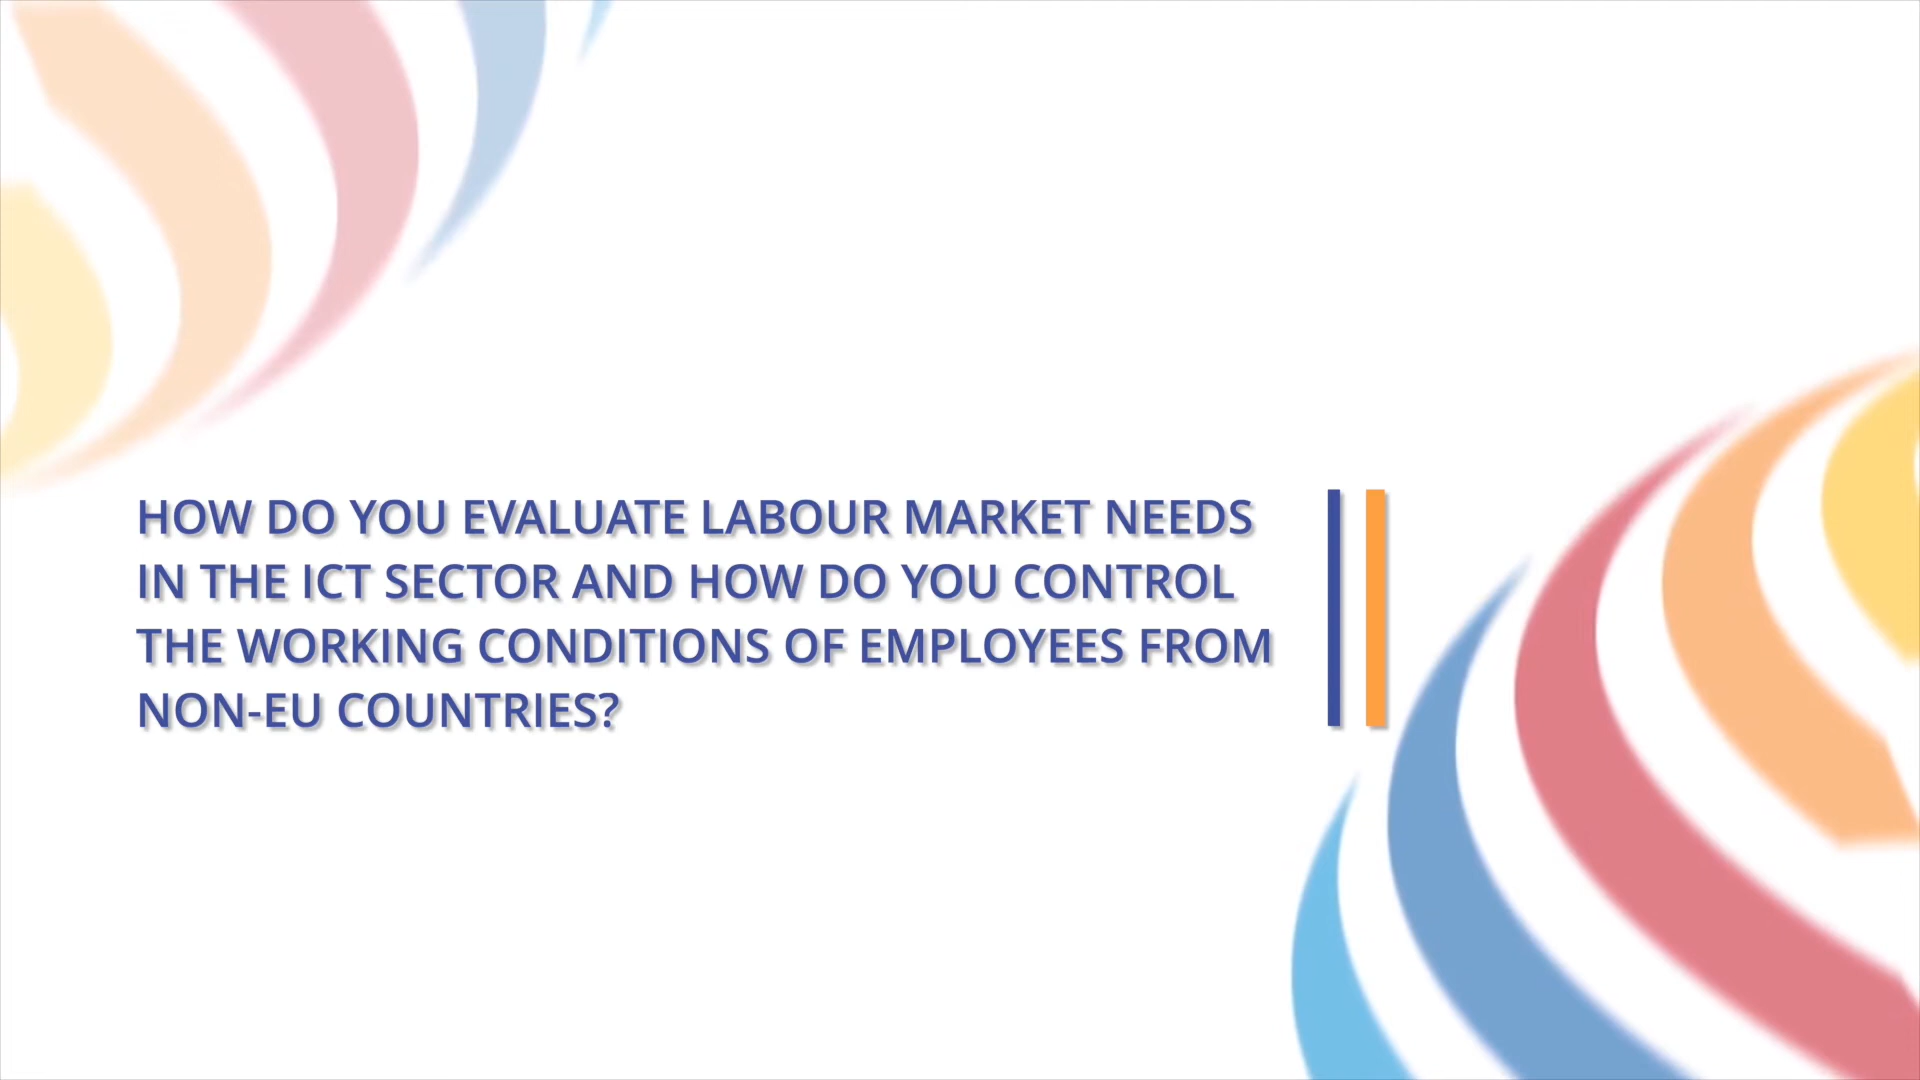 HOW DO YOU EVALUATE LABOUR MARKET NEEDS
IN THE ICT SECTOR AND HOW DO YOU CONTROL
THE WORKING CONDITIONS OF EMPLOYEES FROM
NON-EU COUNTRIES?